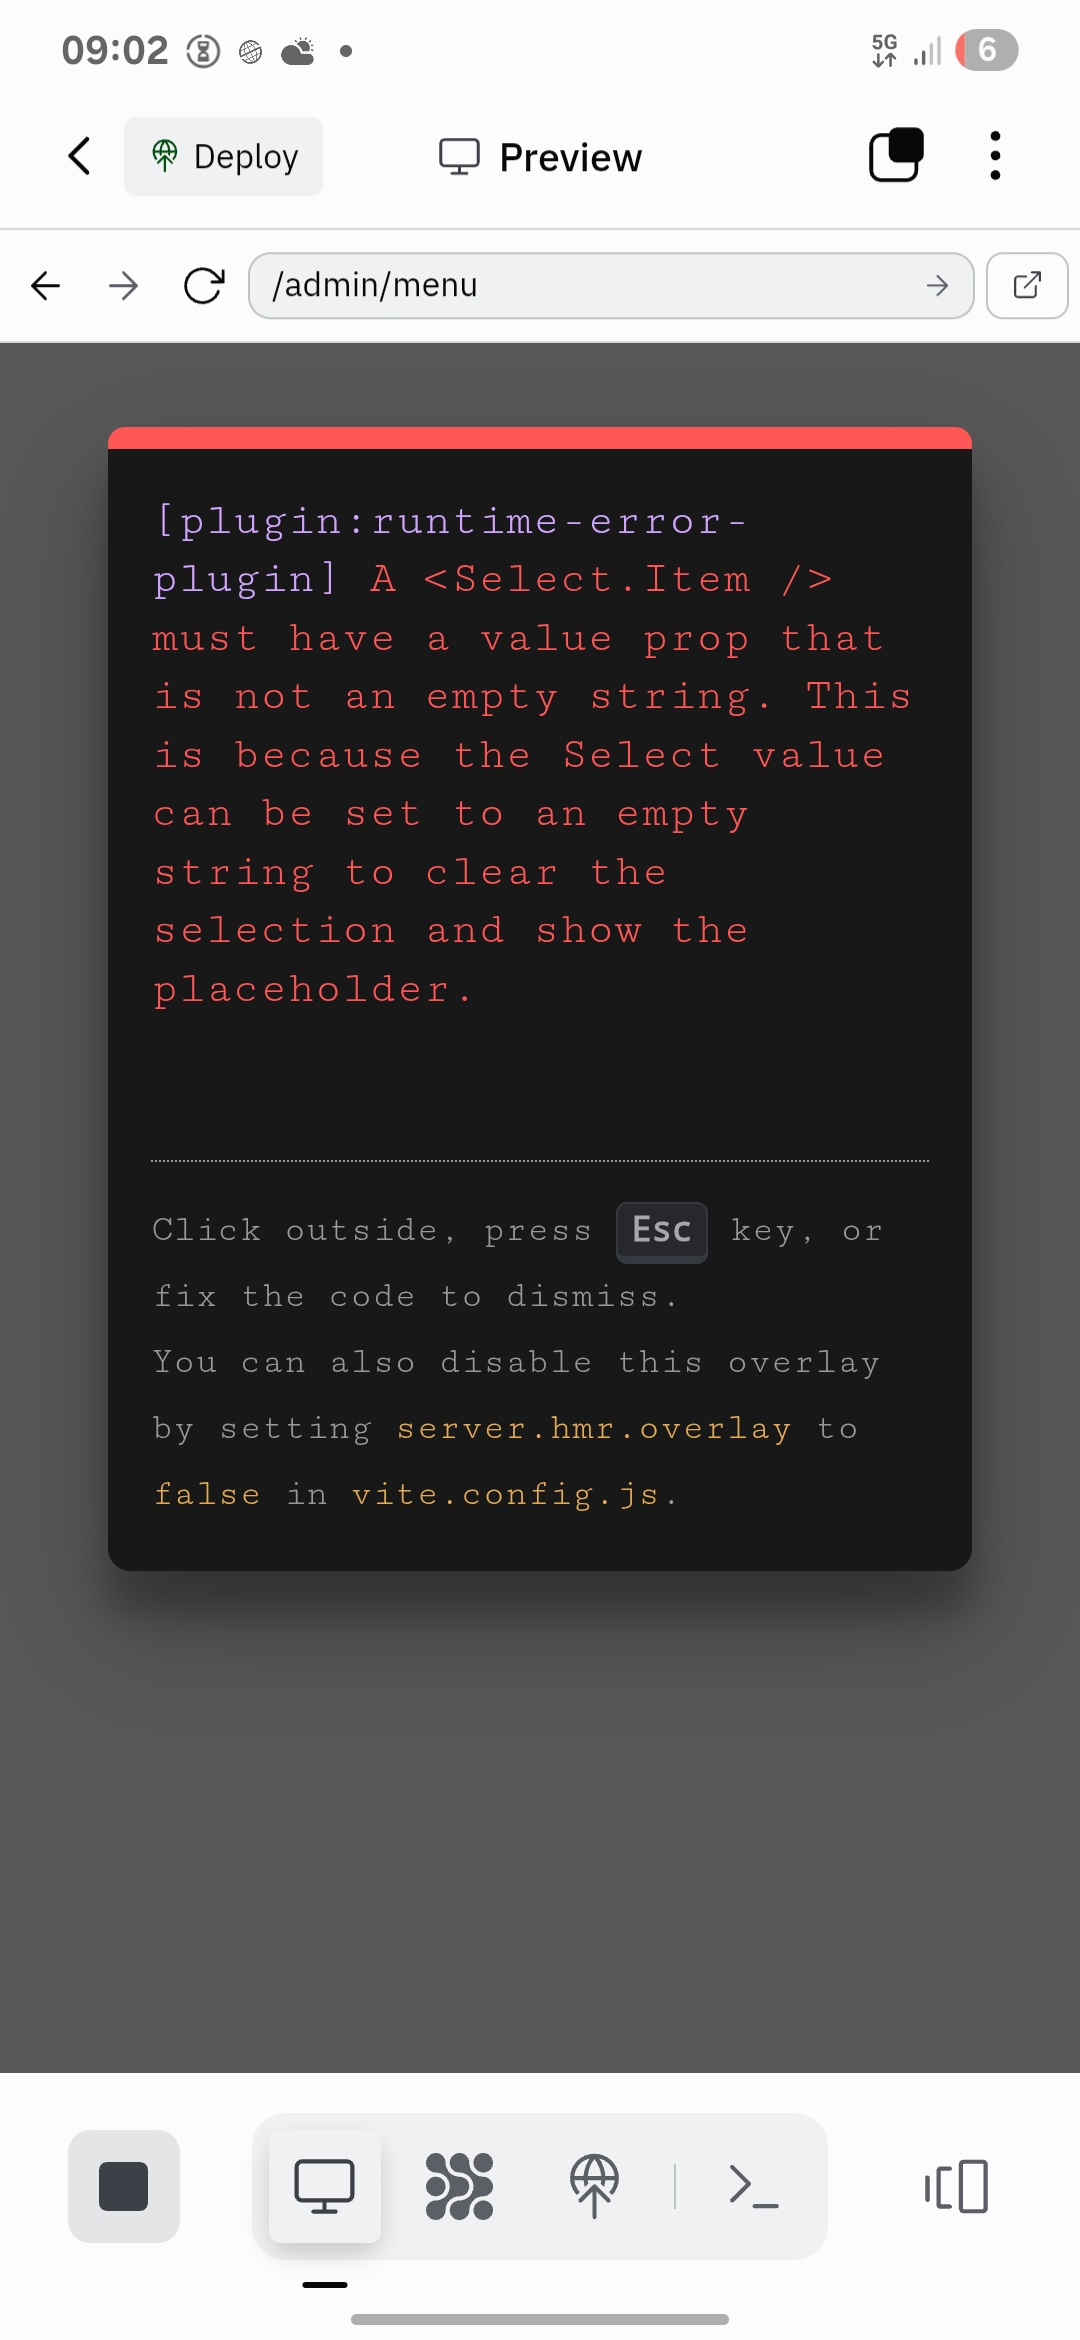 09:02
5G
6
Deploy
Preview
/admin/menu
[plugin:runtime-error-
plugin] A <Select.Item />
must have a value prop that
is not an empty string. This
is because the Select value
can be set to an empty
string to clear the
selection and show the
placeholder.
Click outside, press Esc key, or
fix the code to dismiss.
You can also disable this overlay
by setting server.hmr.overlay to
false in vite.config.js.